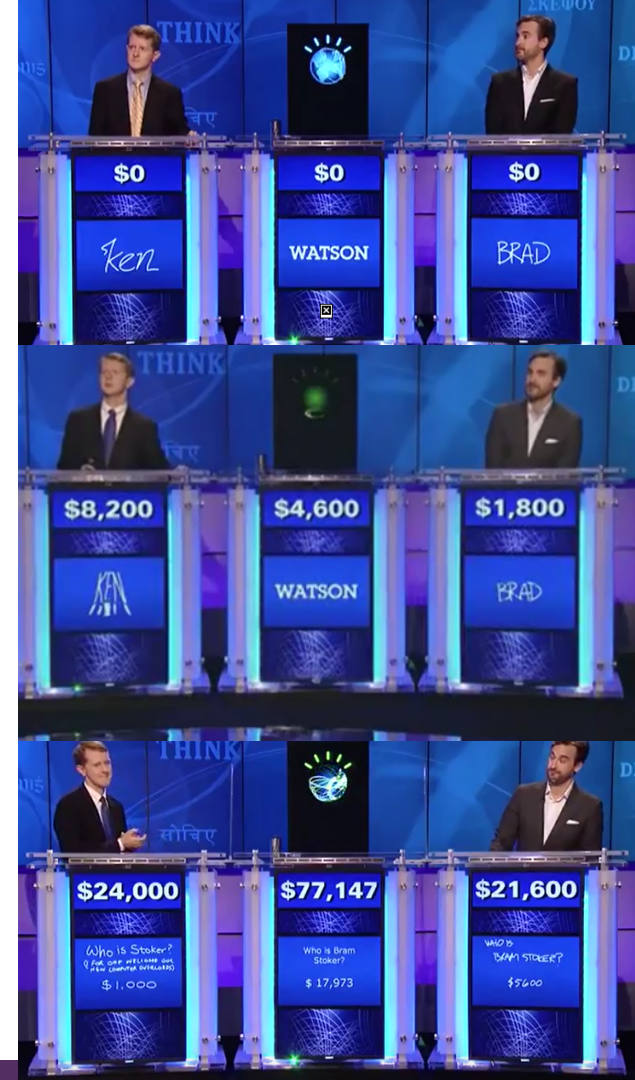 THINK
ΣΚΕΨΟΥ
$0
$0
$0
Ken
WATSON
BRAD
THINK
$8,200
$4,600
$1,800
KEN
WATSON
BRAD
THINK
सोचिए
$24,000
$77,147
$21,600
Who is Stoker?
(I FOR ONE WELCOME OUR
NEW COMPUTER OVERLORDS)
$1,000
Who is Bram
Stoker?
$ 17,973
WHO IS
BRAM STOKER?
$5600